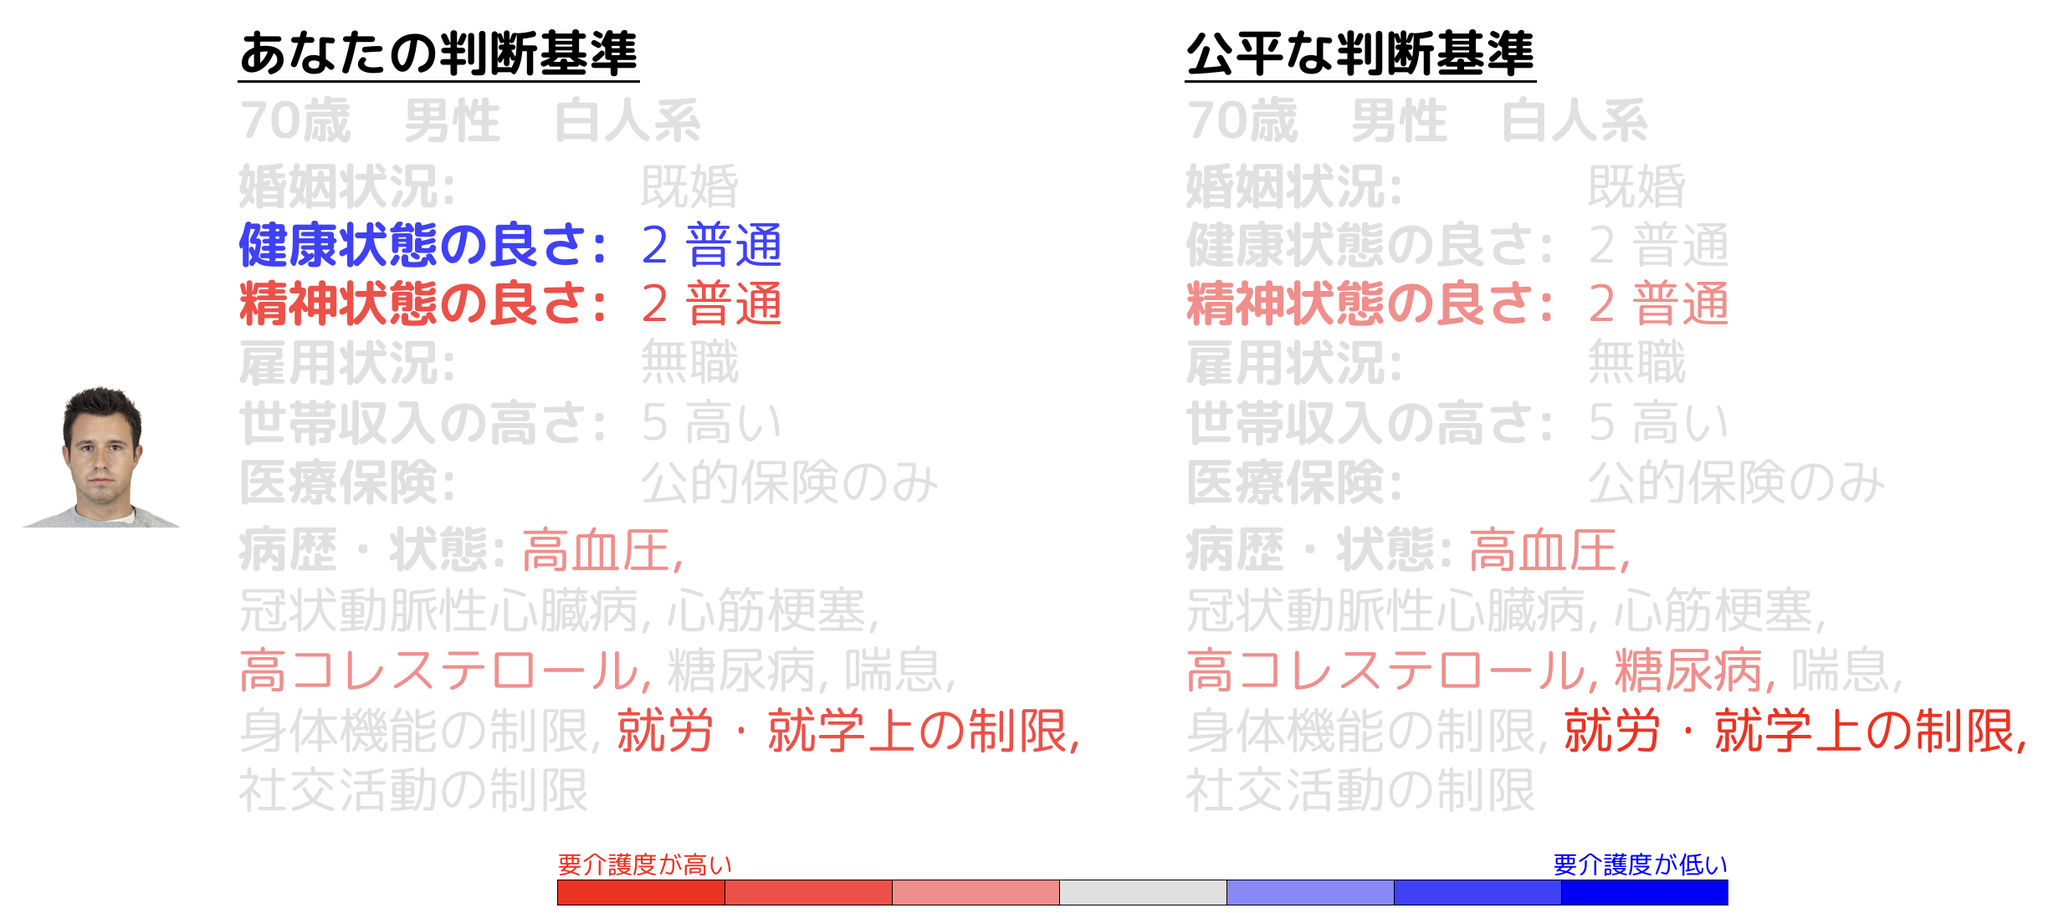 あなたの判断基準
70歳　男性　白人系
婚姻状況: 既婚
健康状態の良さ: 2 普通
精神状態の良さ: 2 普通
雇用状況: 無職
世帯収入の高さ: 5 高い
医療保険: 公的保険のみ
病歴・状態: 高血圧,
冠状動脈性心臓病, 心筋梗塞,
高コレステロール, 糖尿病, 喘息,
身体機能の制限, 就労・就学上の制限,
社交活動の制限
公平な判断基準
70歳　男性　白人系
婚姻状況: 既婚
健康状態の良さ: 2 普通
精神状態の良さ: 2 普通
雇用状況: 無職
世帯収入の高さ: 5 高い
医療保険: 公的保険のみ
病歴・状態: 高血圧,
冠状動脈性心臓病, 心筋梗塞,
高コレステロール, 糖尿病, 喘息,
身体機能の制限, 就労・就学上の制限,
社交活動の制限
要介護度が高い
要介護度が低い